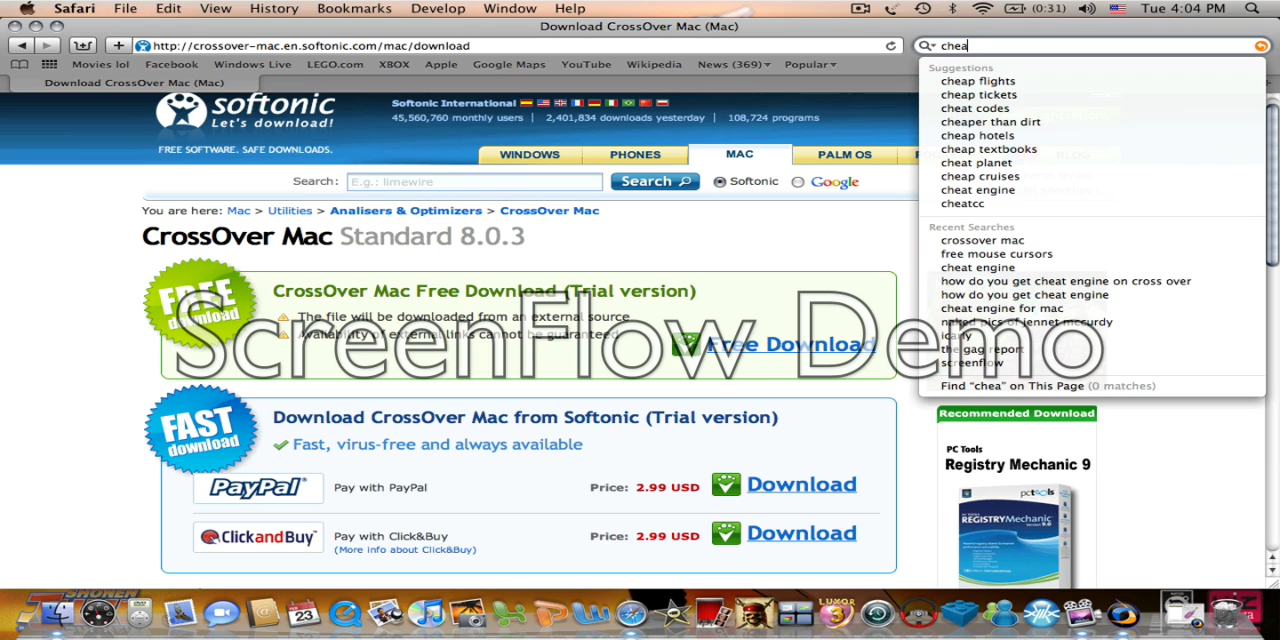 Safari File Edit View History Bookmarks Develop Window Help (0:31) Tue 4:04 PM
Download CrossOver Mac (Mac)
http://crossover-mac.en.softonic.com/mac/download
chea
Movies lol Facebook Windows Live LEGO.com XBOX Apple Google Maps YouTube Wikipedia News (369) Popular
Download CrossOver Mac (Mac)
Suggestions
cheap flights
cheap tickets
cheat codes
cheaper than dirt
cheap hotels
cheap textbooks
cheat planet
cheap cruises
cheat engine
cheatcc
Recent Searches
crossover mac
free mouse cursors
cheat engine
how do you get cheat engine on cross over
how do you get cheat engine
cheat engine for mac
naked pics of jennet mccurdy
icarly
the gag report
screenflow
Find “chea” on This Page (0 matches)
softonic
Let's download!
FREE SOFTWARE. SAFE DOWNLOADS.
Softonic International
45,560,760 monthly users | 2,401,834 downloads yesterday | 108,724 programs
WINDOWS PHONES MAC PALM OS
Search: E.g.: limewire Search Softonic Google
You are here: Mac > Utilities > Analisers & Optimizers > CrossOver Mac
CrossOver Mac Standard 8.0.3
FREE download
CrossOver Mac Free Download (Trial version)
The file will be downloaded from an external source
Availability of external links cannot be guaranteed
Free Download
ScreenFlow Demo
FAST download
Download CrossOver Mac from Softonic (Trial version)
Fast, virus-free and always available
PayPal Pay with PayPal Price: 2.99 USD Download
ClickandBuy Pay with Click&Buy Price: 2.99 USD Download
(More info about Click&Buy)
Recommended Download
PC Tools
Registry Mechanic 9
pctools
REGISTRY Mechanic
SHONEN
23
LUXOR
3